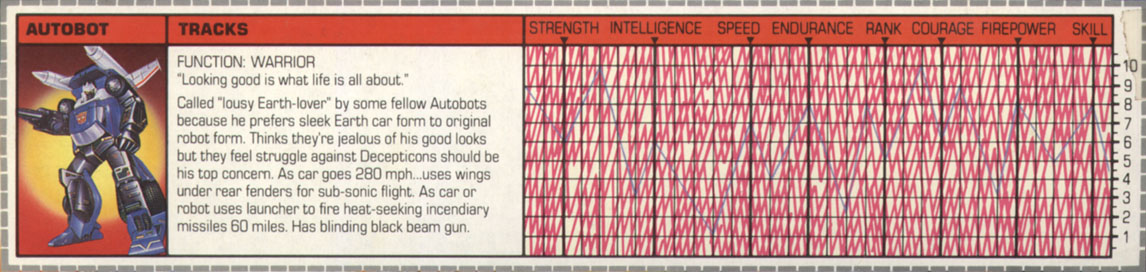 AUTOBOT
TRACKS
STRENGTH INTELLIGENCE SPEED ENDURANCE RANK COURAGE FIREPOWER SKILL
FUNCTION: WARRIOR
"Looking good is what life is all about."
Called "lousy Earth-lover" by some fellow Autobots
because he prefers sleek Earth car form to original
robot form. Thinks they're jealous of his good looks
but they feel struggle against Decepticons should be
his top concern. As car goes 280 mph...uses wings
under rear fenders for sub-sonic flight. As car or
robot uses launcher to fire heat-seeking incendiary
missiles 60 miles. Has blinding black beam gun.
10
9
8
7
6
5
4
3
2
1